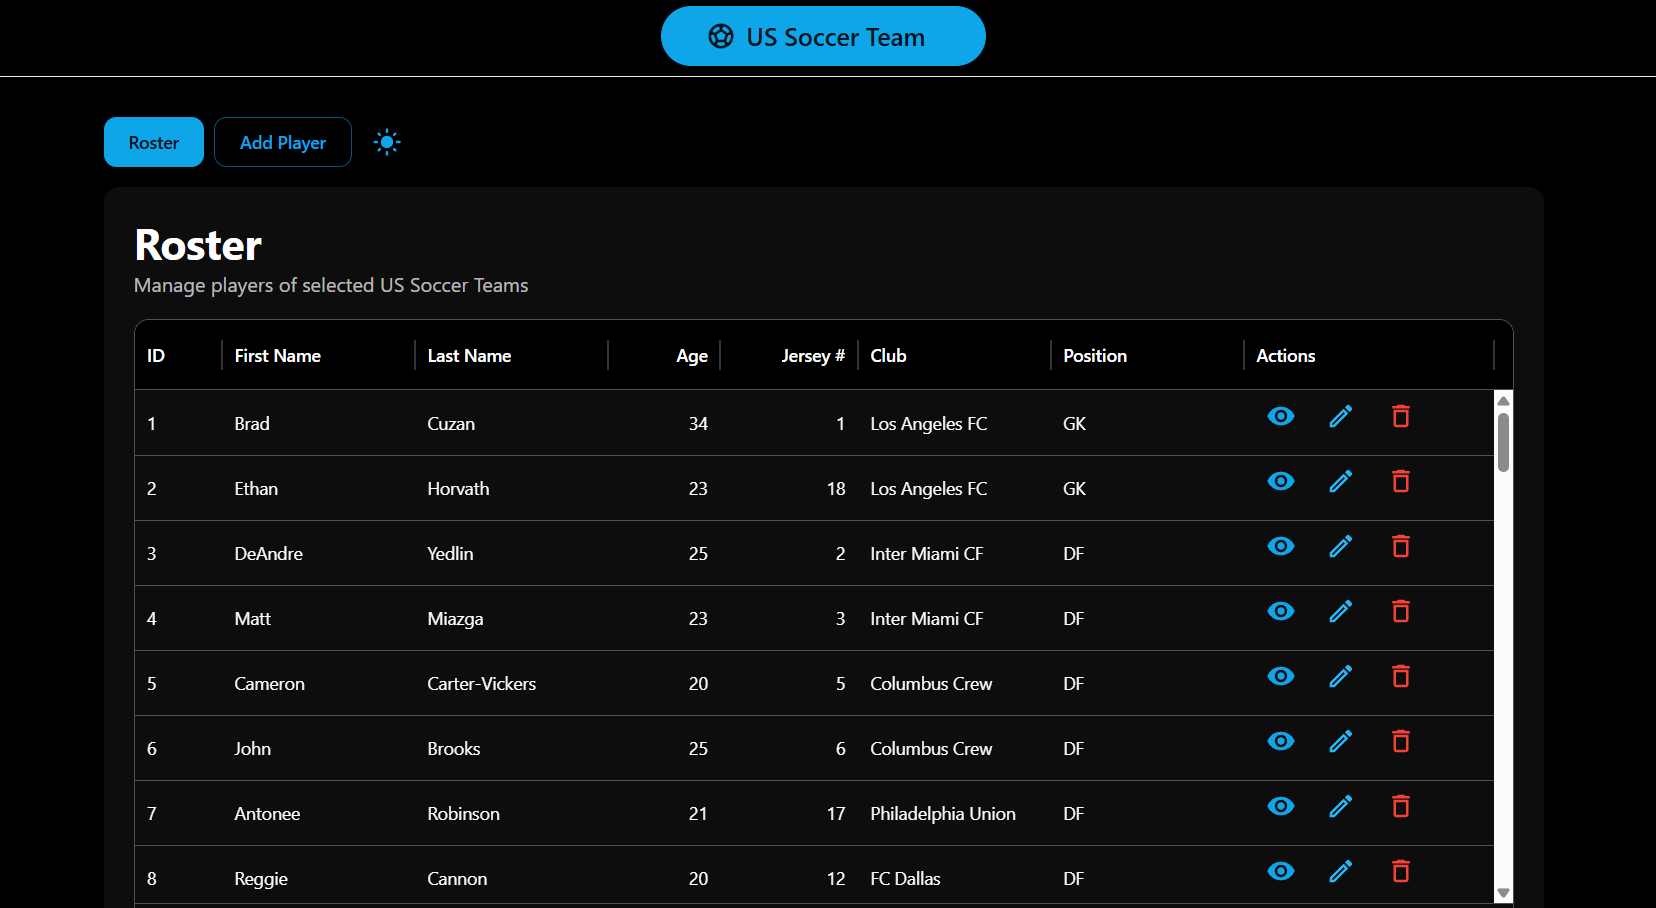 US Soccer Team
Roster Add Player
Roster
Manage players of selected US Soccer Teams
ID First Name Last Name Age Jersey # Club Position Actions
1 Brad Cuzan 34 1 Los Angeles FC GK
2 Ethan Horvath 23 18 Los Angeles FC GK
3 DeAndre Yedlin 25 2 Inter Miami CF DF
4 Matt Miazga 23 3 Inter Miami CF DF
5 Cameron Carter-Vickers 20 5 Columbus Crew DF
6 John Brooks 25 6 Columbus Crew DF
7 Antonee Robinson 21 17 Philadelphia Union DF
8 Reggie Cannon 20 12 FC Dallas DF